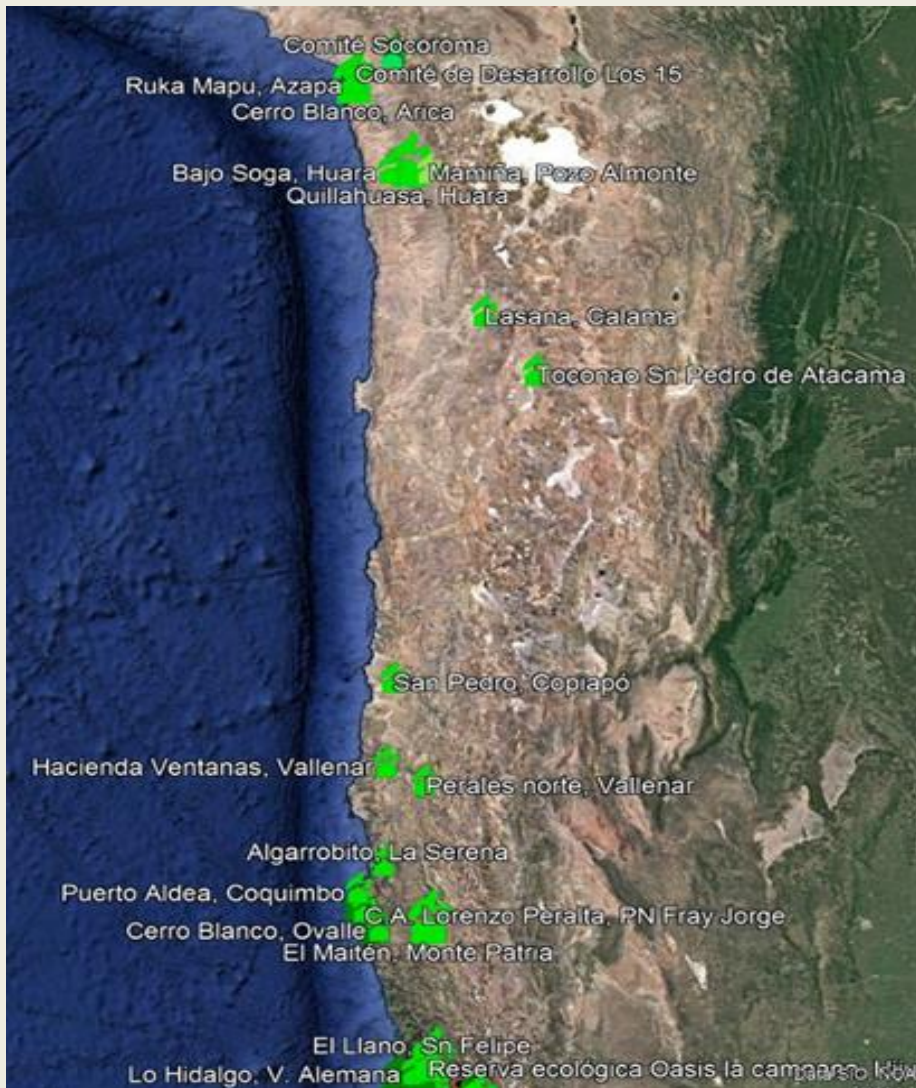 Comité Socoroma
Comité de Desarrollo Los 15
Ruka Mapu, Azapa
Cerro Blanco, Arica
Bajo Soga, Huara
Mamiña, Pozo Almonte
Quillahuasa, Huara
Lasana, Calama
Toconao Sn Pedro de Atacama
San Pedro, Copiapó
Hacienda Ventanas, Vallenar
Perales norte, Vallenar
Algarrobito, La Serena
Puerto Aldea, Coquimbo
C.A. Lorenzo Peralta, PN Fray Jorge
Cerro Blanco, Ovalle
El Maitén, Monte Patria
El Llano, Sn Felipe
Reserva ecológica Oasis la campana
Lo Hidalgo, V. Alemana